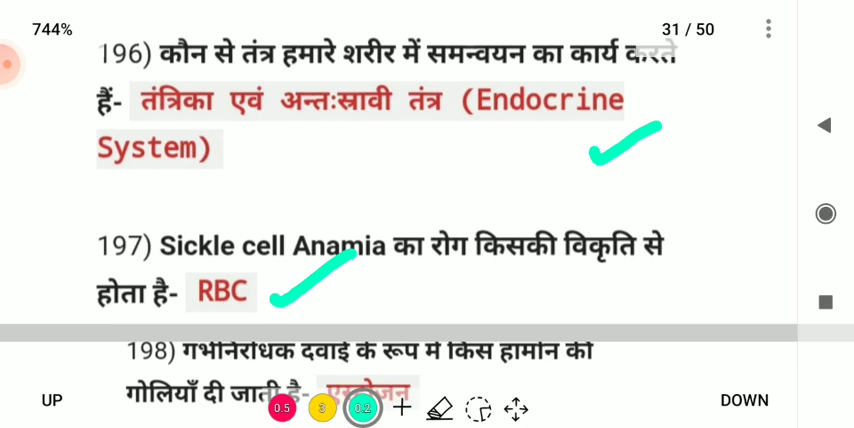 744%
31 / 50
196) कौन से तंत्र हमारे शरीर में समन्वयन का कार्य करते
हैं- तंत्रिका एवं अन्तःस्रावी तंत्र (Endocrine
System)
197) Sickle cell Anamia का रोग किसकी विकृति से
होता है- RBC
198) गर्भनिरोधक दवाई के रूप में किस हार्मोन की
गोलियाँ दी जाती है-
UP
0.5
3
0.2
DOWN